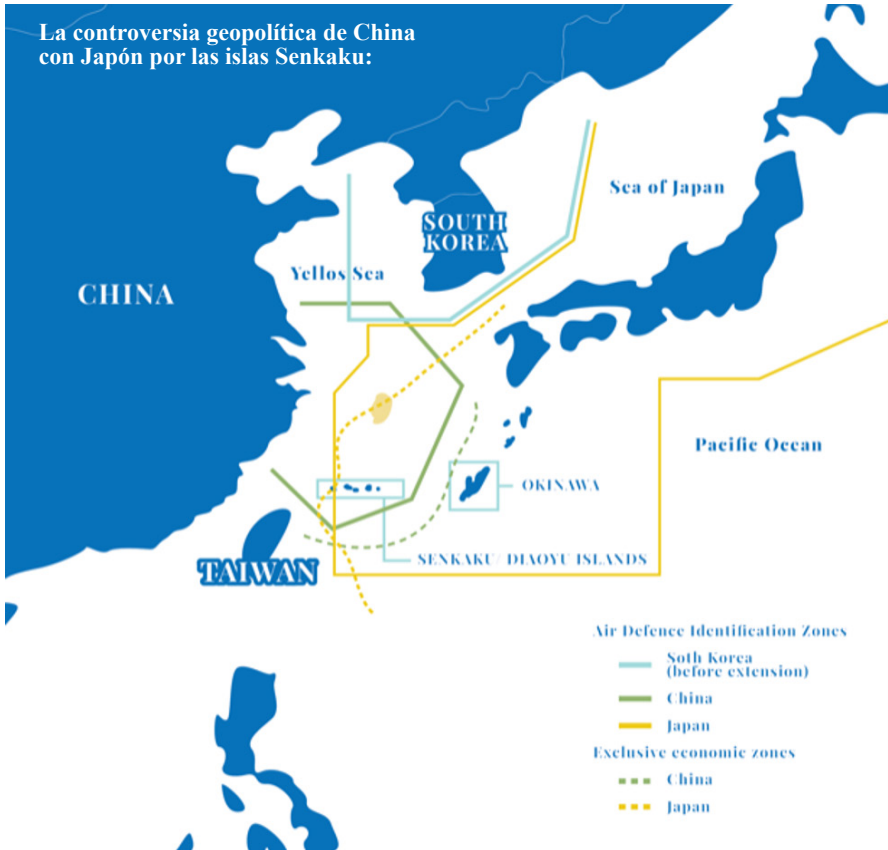 La controversia geopolítica de China
con Japón por las islas Senkaku:
Sea of Japan
SOUTH
KOREA
Yellos Sea
CHINA
Pacific Ocean
OKINAWA
SENKAKU/ DIAOYU ISLANDS
TAIWAN
Air Defence Identification Zones
Soth Korea
(before extension)
China
Japan
Exclusive economic zones
China
Japan